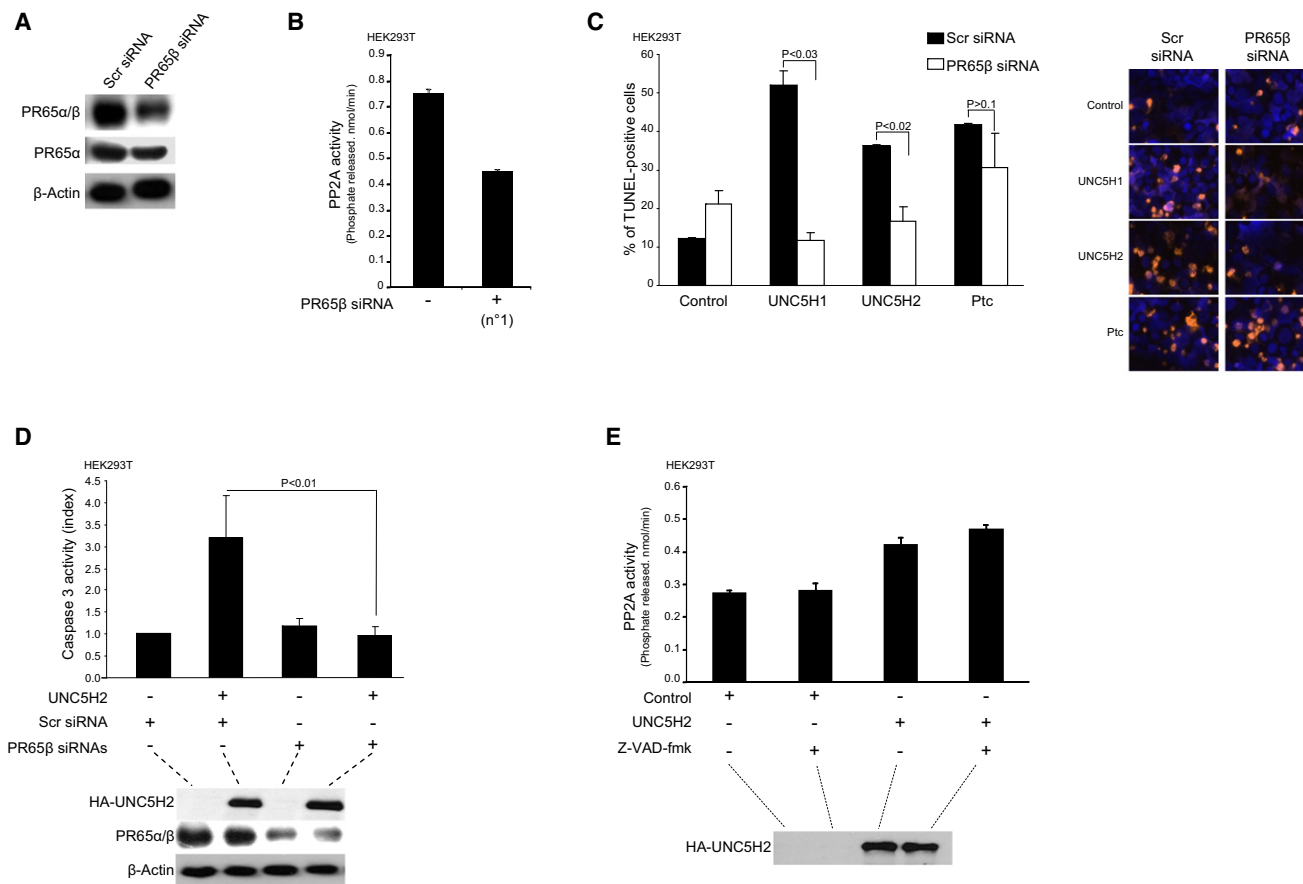 A
Scr siRNA
PR65β siRNA
PR65α/β
PR65α
β-Actin
B
HEK293T
PP2A activity
(Phosphate released. nmol/min)
0.9
0.8
0.7
0.6
0.5
0.4
0.3
0.2
0.1
0
PR65β siRNA
- +
(n°1)
C
HEK293T
Scr siRNA
PR65β siRNA
% of TUNEL-positive cells
60
50
40
30
20
10
0
P<0.03
P<0.02
P>0.1
Control UNC5H1 UNC5H2 Ptc
Scr
siRNA
PR65β
siRNA
Control
UNC5H1
UNC5H2
Ptc
D
HEK293T
Caspase 3 activity (index)
4.5
4.0
3.5
3.0
2.5
2.0
1.0
1.0
0.5
0.0
P<0.01
UNC5H2 - + - +
Scr siRNA + + - -
PR65β siRNAs - - + +
HA-UNC5H2
PR65α/β
β-Actin
E
HEK293T
PP2A activity
(Phosphate released. nmol/min)
0.6
0.5
0.4
0.3
0.2
0.1
0
Control + + - -
UNC5H2 - - + +
Z-VAD-fmk - + - +
HA-UNC5H2